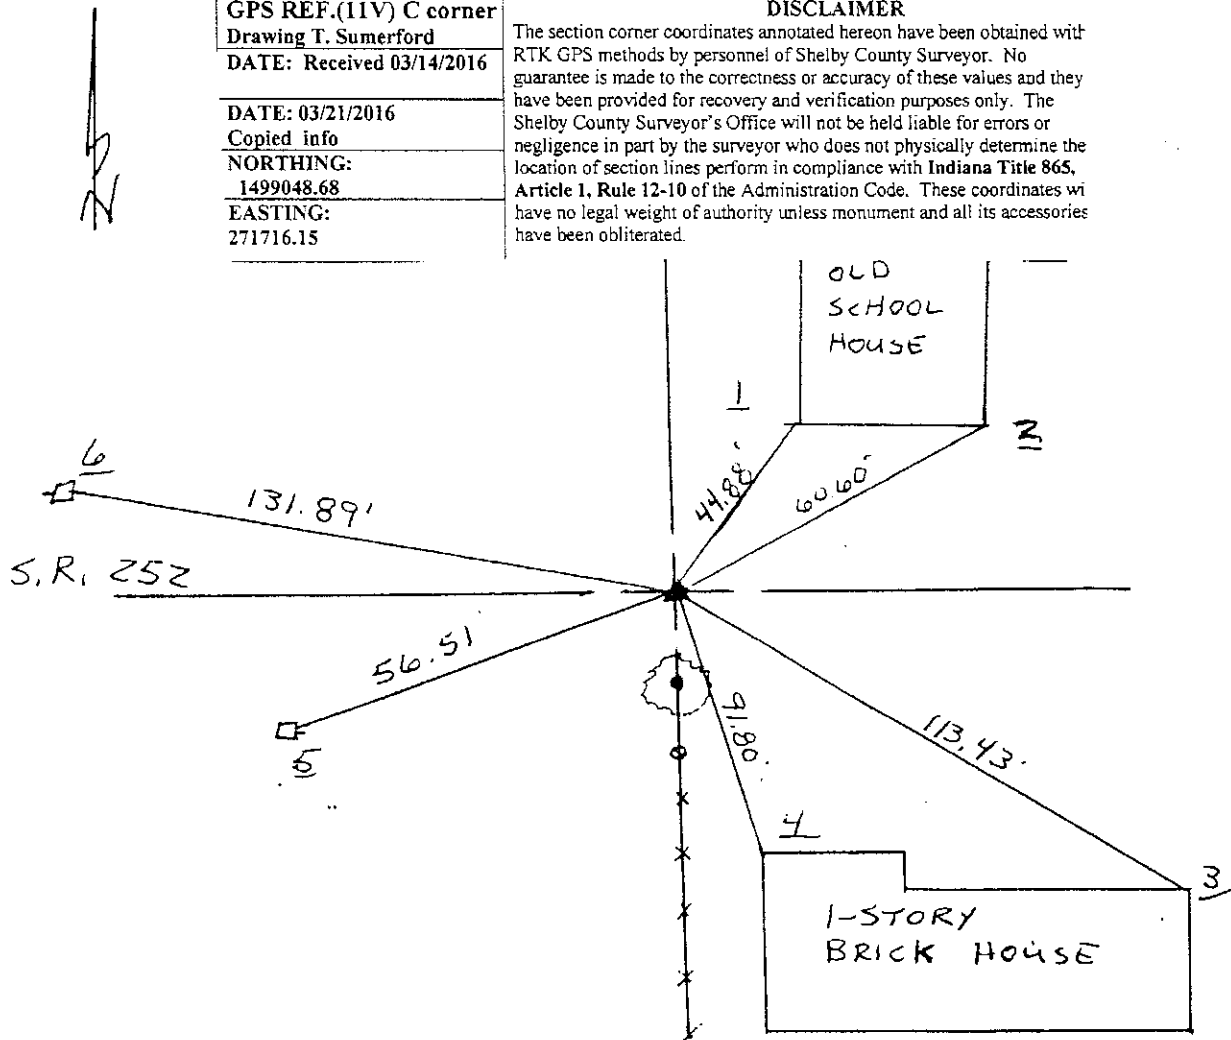 GPS REF.(11V) C corner
Drawing T. Sumerford
DATE: Received 03/14/2016
DATE: 03/21/2016
Copied info
NORTHING:
1499048.68
EASTING:
271716.15
DISCLAIMER
The section corner coordinates annotated hereon have been obtained with
RTK GPS methods by personnel of Shelby County Surveyor. No
guarantee is made to the correctness or accuracy of these values and they
have been provided for recovery and verification purposes only. The
Shelby County Surveyor's Office will not be held liable for errors or
negligence in part by the surveyor who does not physically determine the
location of section lines perform in compliance with Indiana Title 865,
Article 1, Rule 12-10 of the Administration Code. These coordinates wi
have no legal weight of authority unless monument and all its accessories
have been obliterated.
N
OLD
SCHOOL
HOUSE
1
2
44.88'
60.60'
6
131.89'
S.R. 252
56.51'
5
91.80'
113.43'
4
3
1-STORY
BRICK HOUSE